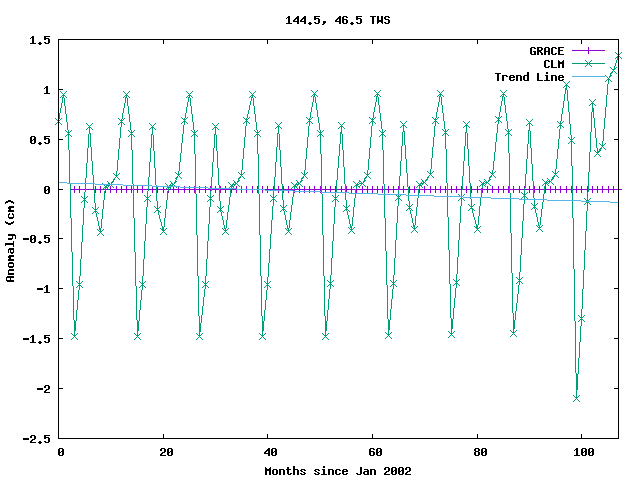 144.5, 46.5 TWS
GRACE
CLM
Trend Line
1.5
1
0.5
0
-0.5
-1
-1.5
-2
-2.5
Anomaly (cm)
0 20 40 60 80 100
Months since Jan 2002